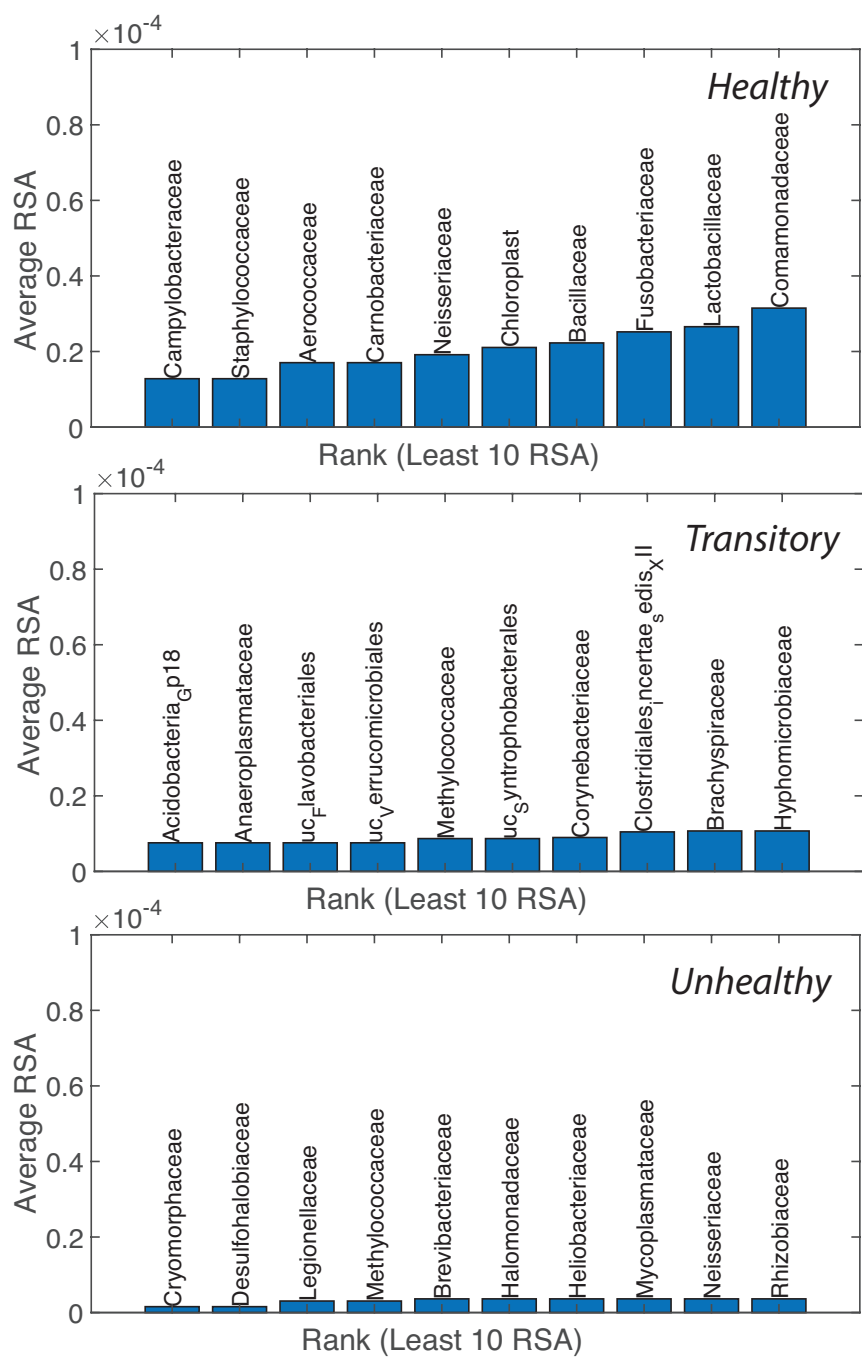 ×10-4
1
Healthy
0.8
0.6
0.4
0.2
0
Average RSA
Campylobacteraceae
Staphylococcaceae
Aerococcaceae
Carnobacteriaceae
Neisseriaceae
Chloroplast
Bacillaceae
Fusobacteriaceae
Lactobacillaceae
Comamonadaceae
Rank (Least 10 RSA)
×10-4
1
Transitory
0.8
0.6
0.4
0.2
0
Average RSA
Acidobacteria_Gp18
Anaeroplasmataceae
uc_Flavobacteriales
uc_Verrucomicrobiales
Methylococcaceae
uc_Syntrophobacterales
Corynebacteriaceae
Clostridiales_incertae_sedis_XII
Brachyspiraceae
Hyphomicrobiaceae
Rank (Least 10 RSA)
×10-4
1
Unhealthy
0.8
0.6
0.4
0.2
0
Average RSA
Cryomorphaceae
Desulfohalobiaceae
Legionellaceae
Methylococcaceae
Brevibacteriaceae
Halomonadaceae
Heliobacteriaceae
Mycoplasmataceae
Neisseriaceae
Rhizobiaceae
Rank (Least 10 RSA)